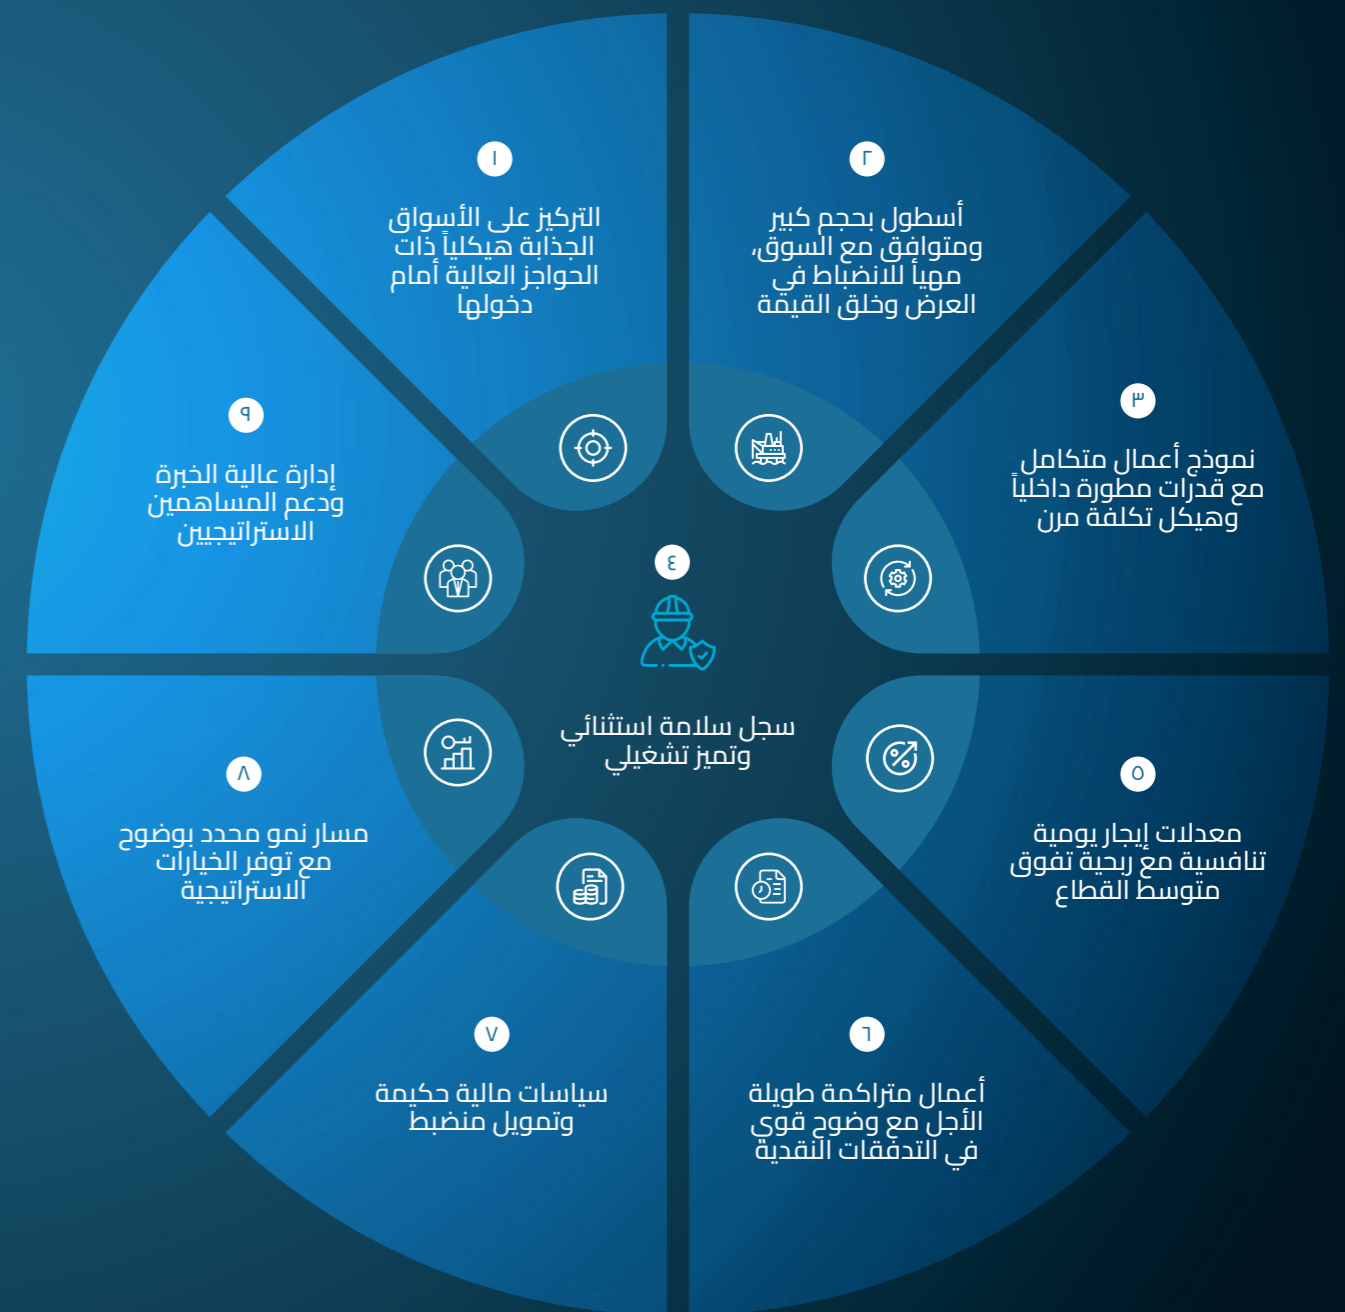 ١
التركيز على الأسواق
الجذابة هيكلياً ذات
الحواجز العالية أمام
دخولها
٢
أسطول بحجم كبير
ومتوافق مع السوق،
مهيأ للانضباط في
العرض وخلق القيمة
٣
نموذج أعمال متكامل
مع قدرات مطورة داخلياً
وهيكل تكلفة مرن
٤
سجل سلامة استثنائي
وتميز تشغيلي
٥
معدلات إيجار يومية
تنافسية مع ربحية تفوق
متوسط القطاع
٦
أعمال متراكمة طويلة
الأجل مع وضوح قوي
في التدفقات النقدية
٧
سياسات مالية حكيمة
وتمويل منضبط
٨
مسار نمو محدد بوضوح
مع توفر الخيارات
الاستراتيجية
٩
إدارة عالية الخبرة
ودعم المساهمين
الاستراتيجيين